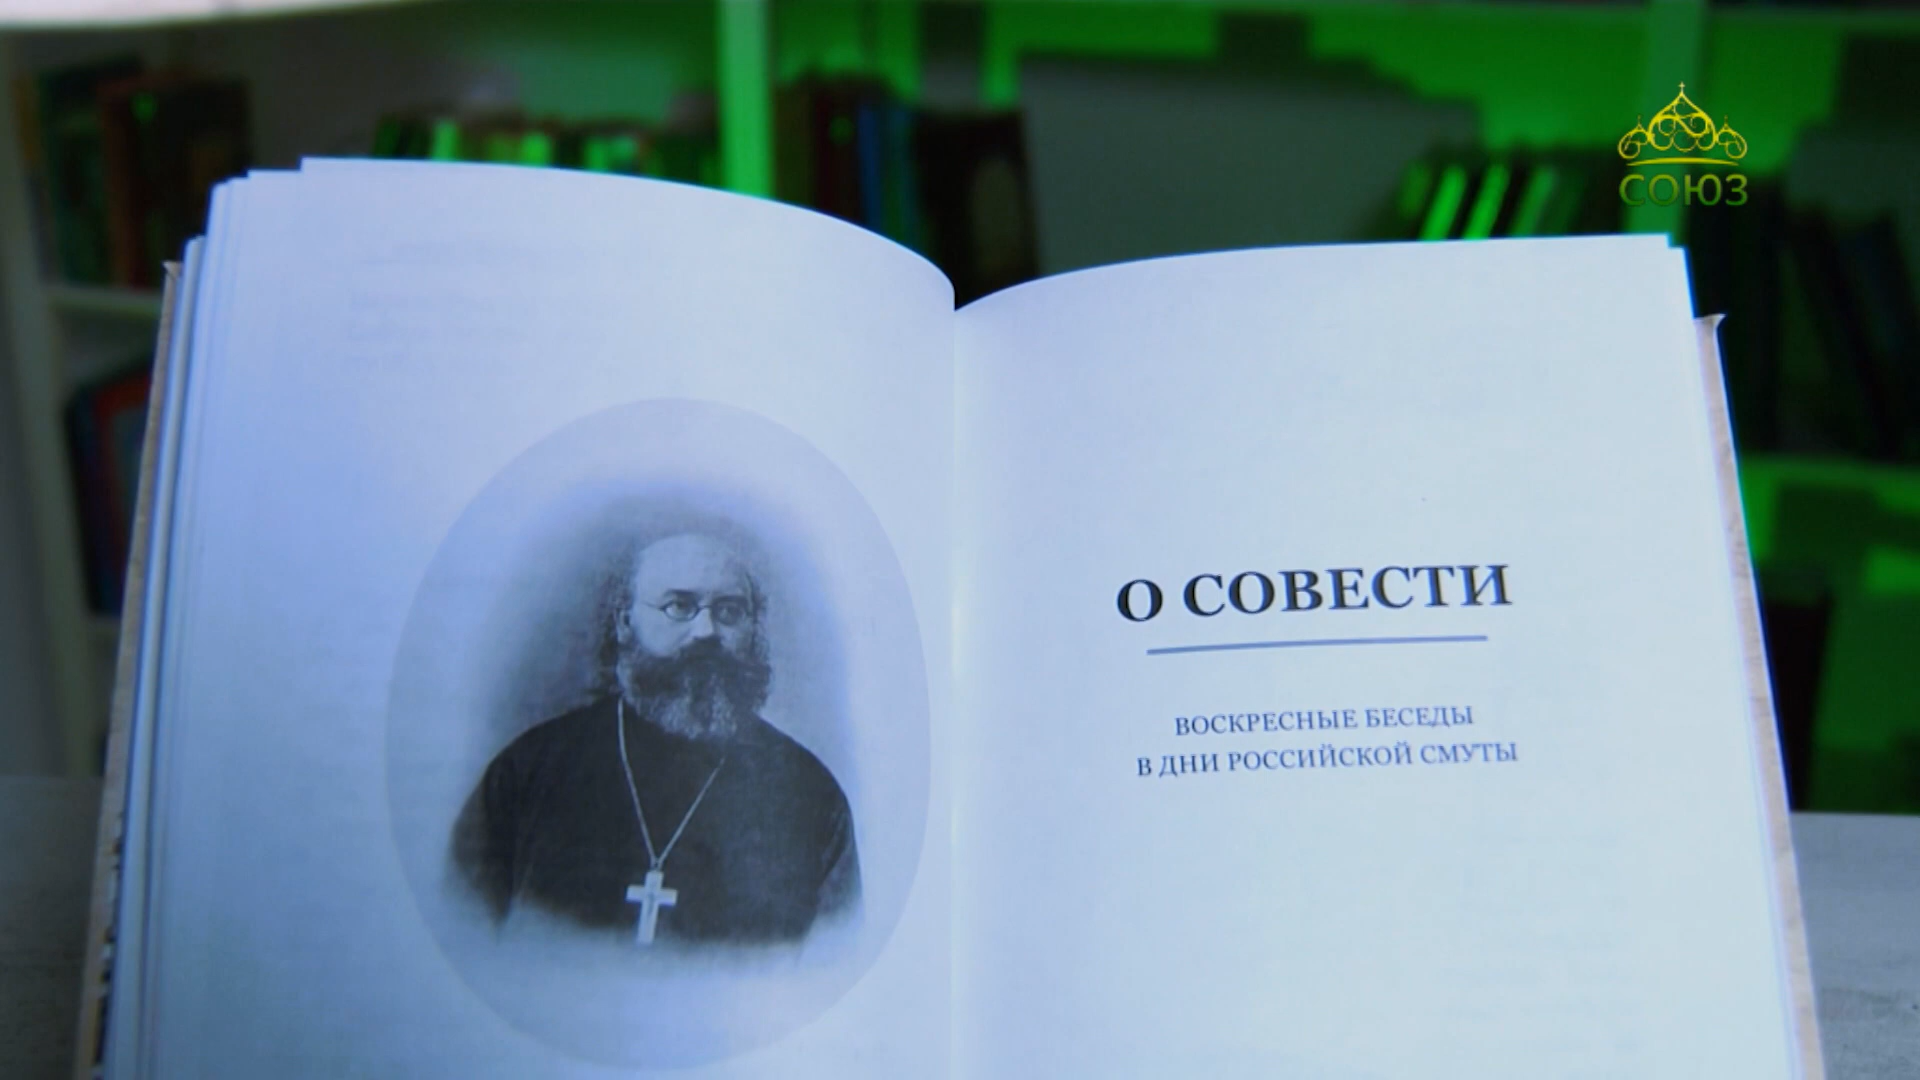 СОЮЗ
О СОВЕСТИ
ВОСКРЕСНЫЕ БЕСЕДЫ
В ДНИ РОССИЙСКОЙ СМУТЫ